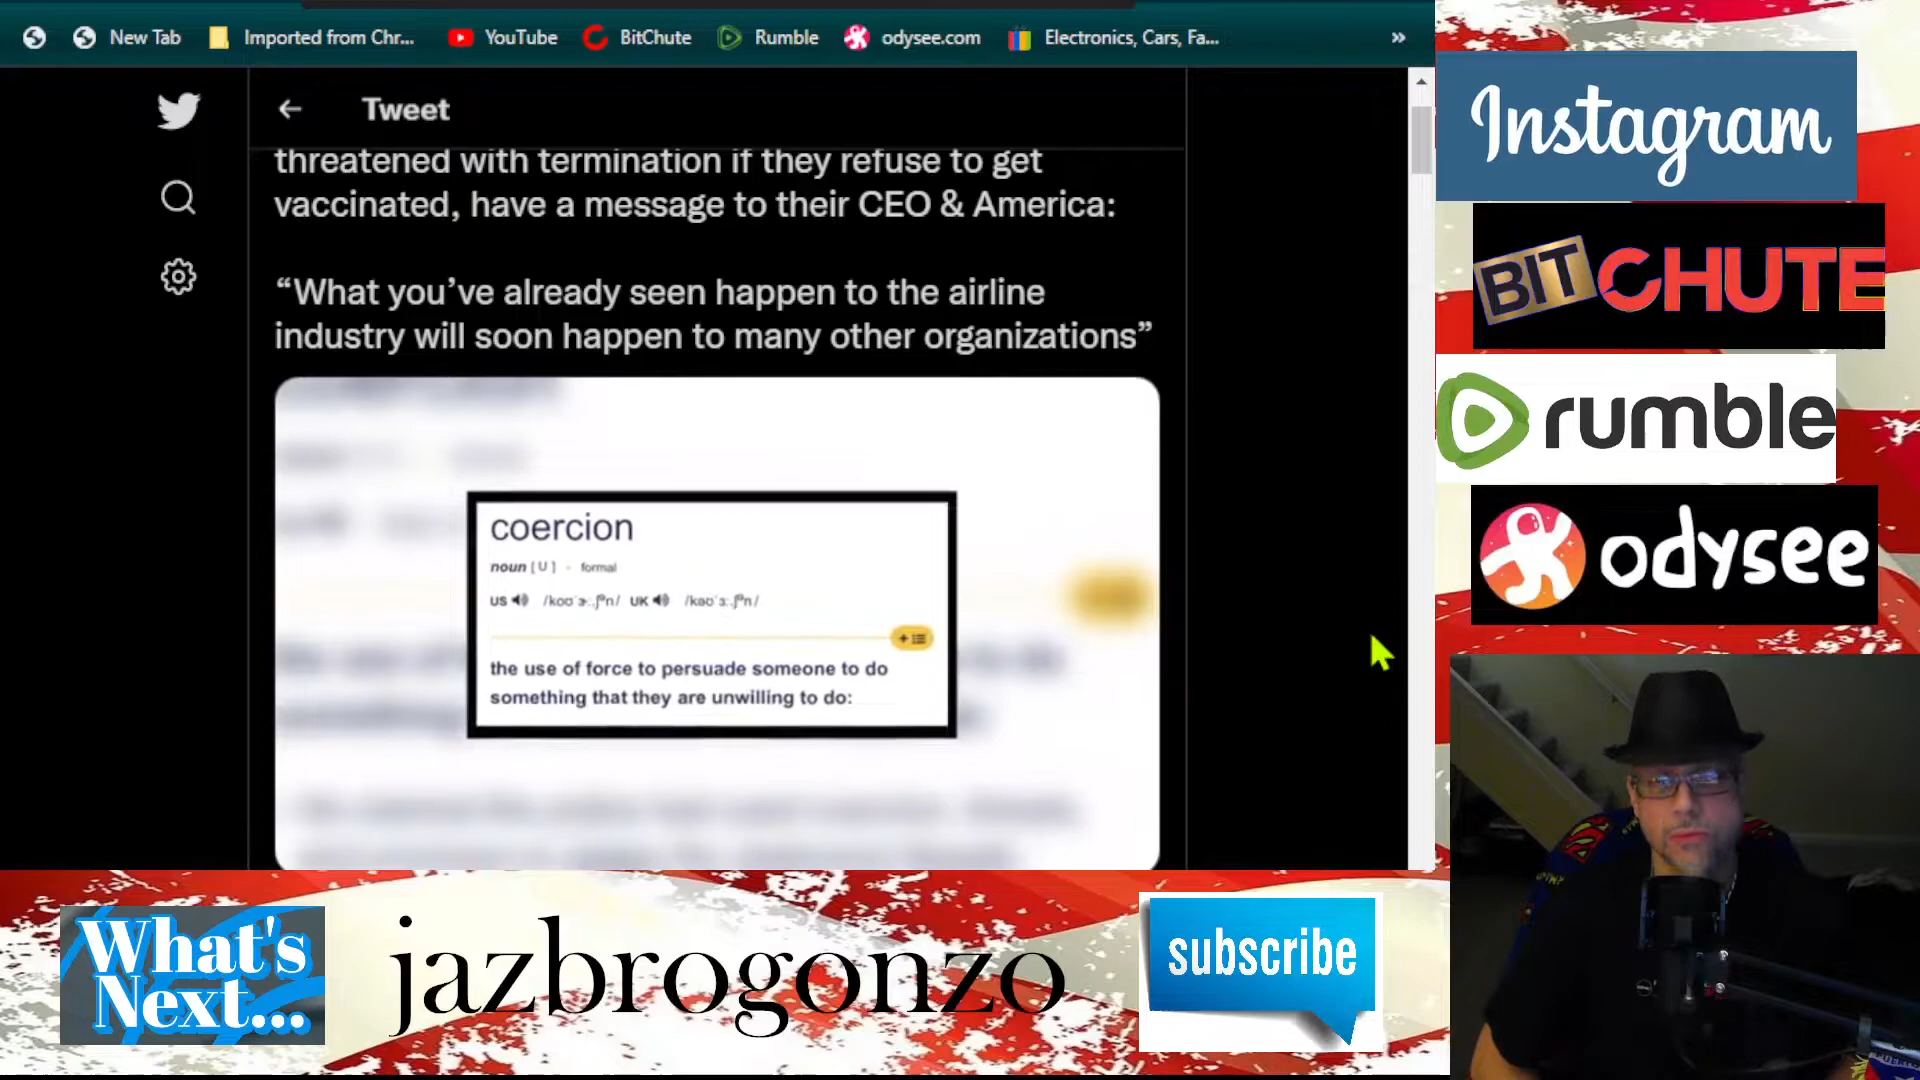 New Tab
Imported from Chr...
YouTube
BitChute
Rumble
odysee.com
Electronics, Cars, Fa...
»
Tweet
threatened with termination if they refuse to get
vaccinated, have a message to their CEO & America:
“What you’ve already seen happen to the airline
industry will soon happen to many other organizations”
coercion
noun [ U ] · formal
US /koʊˈɝː.ʃən/ UK /kəʊˈɜː.ʃən/
the use of force to persuade someone to do
something that they are unwilling to do:
Instagram
BITCHUTE
rumble
odysee
What's
Next...
jazbrogonzo
subscribe